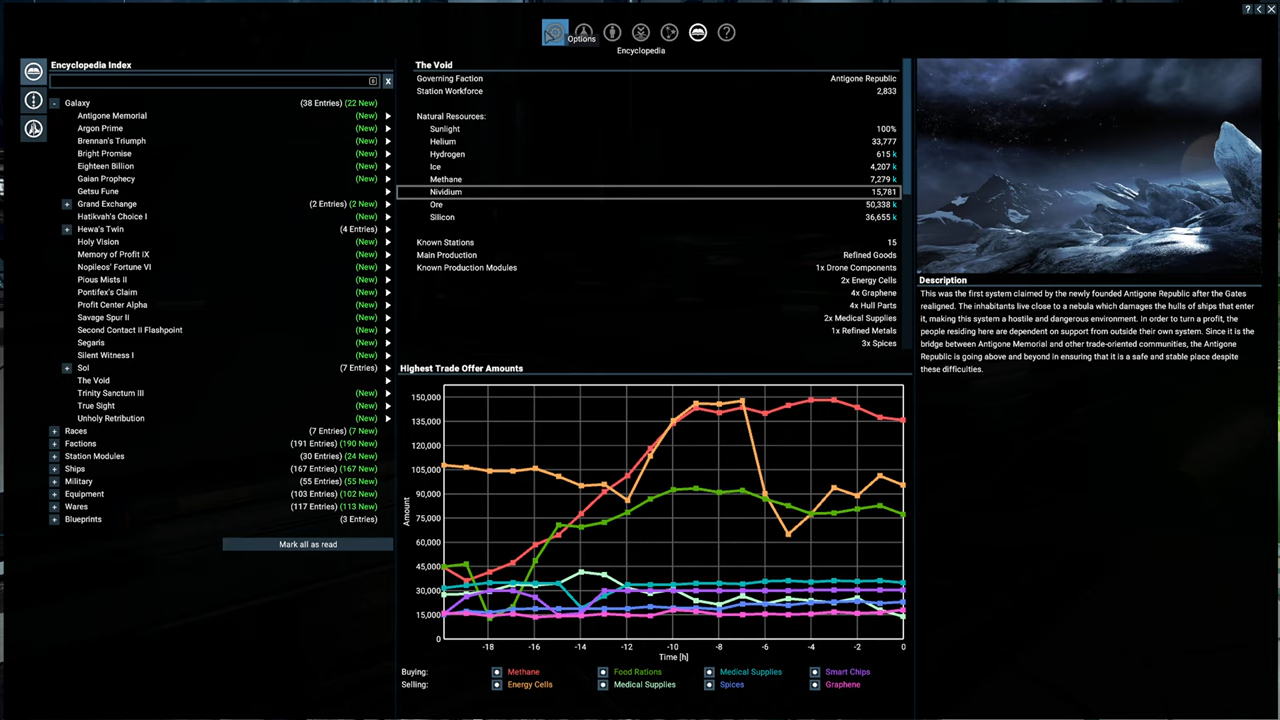 ? < X
Options
?
Encyclopedia
Encyclopedia Index
x
Galaxy (38 Entries) (22 New)
Antigone Memorial (New)
Argon Prime (New)
Brennan's Triumph (New)
Bright Promise (New)
Eighteen Billion (New)
Gaian Prophecy (New)
Getsu Fune
Grand Exchange (2 Entries) (2 New)
Hatikvah's Choice I (New)
Hewa's Twin (4 Entries)
Holy Vision (New)
Memory of Profit IX (New)
Nopileos' Fortune VI (New)
Pious Mists II (New)
Pontifex's Claim (New)
Profit Center Alpha (New)
Savage Spur II (New)
Second Contact II Flashpoint (New)
Segaris (New)
Silent Witness I (New)
Sol (7 Entries)
The Void
Trinity Sanctum III (New)
True Sight (New)
Unholy Retribution (New)
Races (7 Entries) (7 New)
Factions (191 Entries) (190 New)
Station Modules (30 Entries) (24 New)
Ships (167 Entries) (167 New)
Military (55 Entries) (55 New)
Equipment (103 Entries) (102 New)
Wares (117 Entries) (113 New)
Blueprints (3 Entries)
Mark all as read
The Void
Governing Faction Antigone Republic
Station Workforce 2,833
Natural Resources:
Sunlight 100%
Helium 33,777
Hydrogen 615 k
Ice 4,207 k
Methane 7,279 k
Nividium 15,781
Ore 50,338 k
Silicon 36,655 k
Known Stations 15
Main Production Refined Goods
Known Production Modules 1x Drone Components
2x Energy Cells
4x Graphene
4x Hull Parts
2x Medical Supplies
1x Refined Metals
3x Spices
Highest Trade Offer Amounts
Amount
150,000
135,000
120,000
105,000
90,000
75,000
60,000
45,000
30,000
15,000
0
-18 -16 -14 -12 -10 -8 -6 -4 -2 0
Time [h]
Buying: Methane Food Rations Medical Supplies Smart Chips
Selling: Energy Cells Medical Supplies Spices Graphene
Description
This was the first system claimed by the newly founded Antigone Republic after the Gates
realigned. The inhabitants live close to a nebula which damages the hulls of ships that enter
it, making this system a hostile and dangerous environment. In order to turn a profit, the
people residing here are dependent on support from outside their own system. Since it is the
bridge between Antigone Memorial and other trade-oriented communities, the Antigone
Republic is going above and beyond in ensuring that it is a safe and stable place despite
these difficulties.